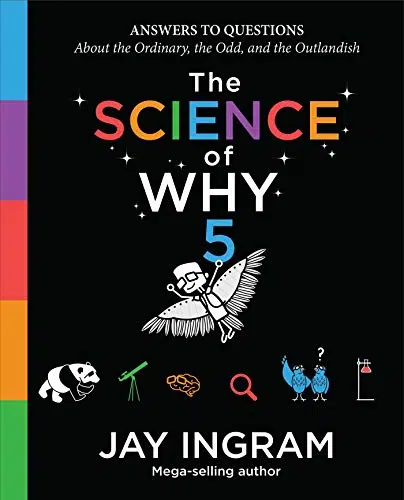 ANSWERS TO QUESTIONS
About the Ordinary, the Odd, and the Outlandish
The
SCIENCE
of
WHY
5
?
JAY INGRAM
Mega-selling author